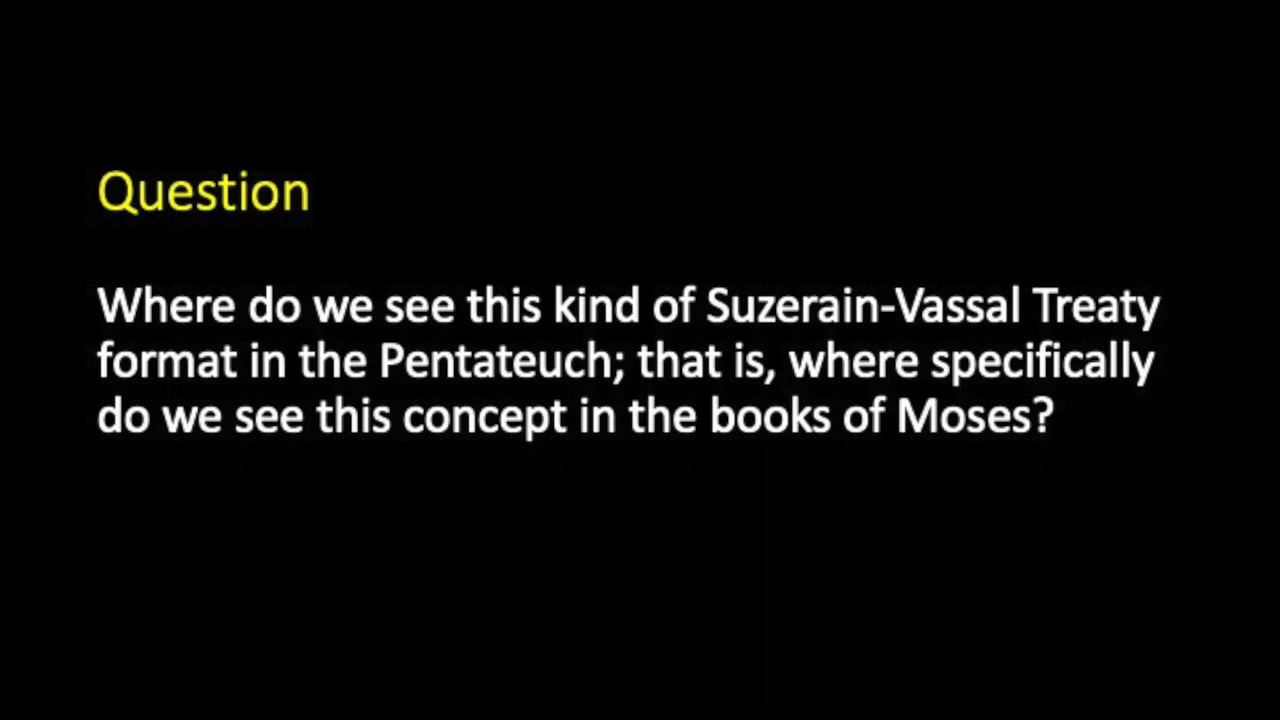 Question
Where do we see this kind of Suzerain-Vassal Treaty
format in the Pentateuch; that is, where specifically
do we see this concept in the books of Moses?